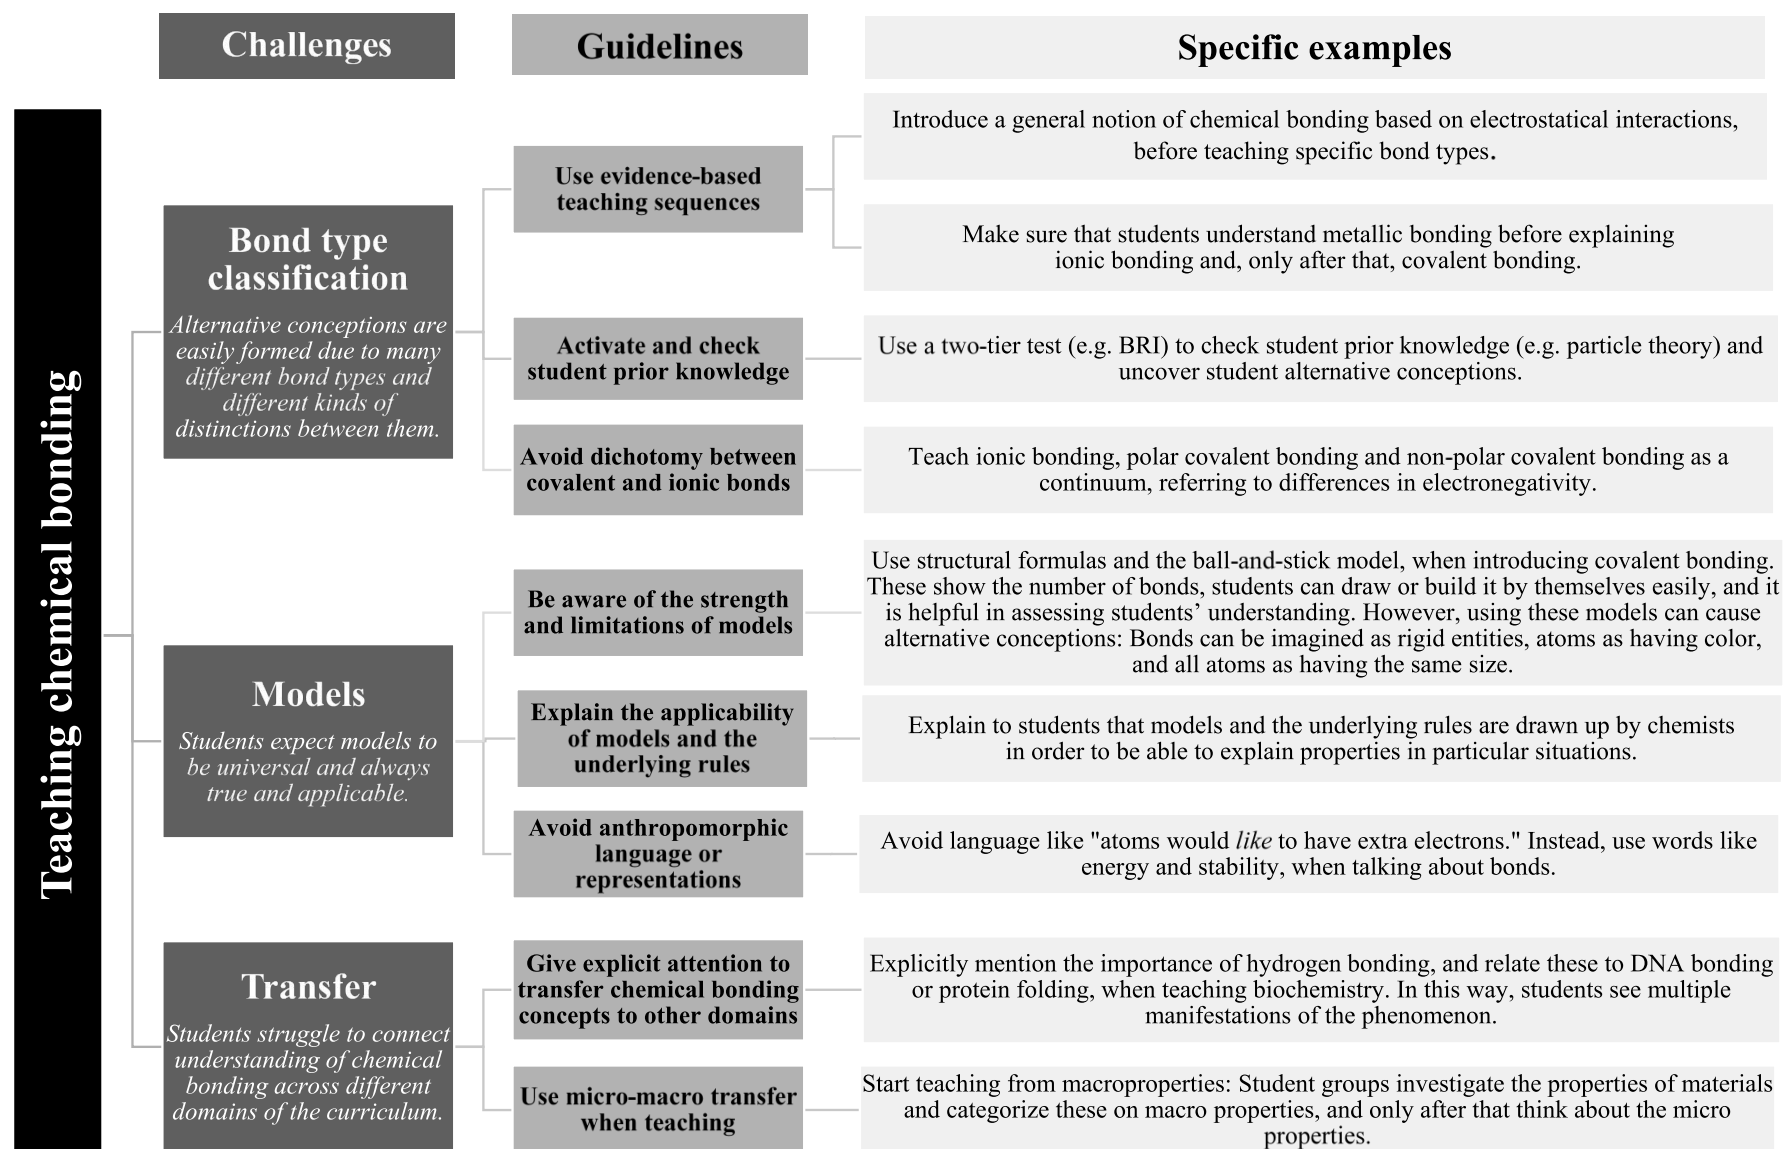 Challenges
Guidelines
Specific examples
Teaching chemical bonding
Bond type
classification
Alternative conceptions are
easily formed due to many
different bond types and
different kinds of
distinctions between them.
Use evidence-based
teaching sequences
Introduce a general notion of chemical bonding based on electrostatical interactions,
before teaching specific bond types.
Make sure that students understand metallic bonding before explaining
ionic bonding and, only after that, covalent bonding.
Activate and check
student prior knowledge
Use a two-tier test (e.g. BRI) to check student prior knowledge (e.g. particle theory) and
uncover student alternative conceptions.
Avoid dichotomy between
covalent and ionic bonds
Teach ionic bonding, polar covalent bonding and non-polar covalent bonding as a
continuum, referring to differences in electronegativity.
Models
Students expect models to
be universal and always
true and applicable.
Be aware of the strength
and limitations of models
Use structural formulas and the ball-and-stick model, when introducing covalent bonding.
These show the number of bonds, students can draw or build it by themselves easily, and it
is helpful in assessing students’ understanding. However, using these models can cause
alternative conceptions: Bonds can be imagined as rigid entities, atoms as having color,
and all atoms as having the same size.
Explain the applicability
of models and the
underlying rules
Explain to students that models and the underlying rules are drawn up by chemists
in order to be able to explain properties in particular situations.
Avoid anthropomorphic
language or
representations
Avoid language like "atoms would like to have extra electrons." Instead, use words like
energy and stability, when talking about bonds.
Transfer
Students struggle to connect
understanding of chemical
bonding across different
domains of the curriculum.
Give explicit attention to
transfer chemical bonding
concepts to other domains
Explicitly mention the importance of hydrogen bonding, and relate these to DNA bonding
or protein folding, when teaching biochemistry. In this way, students see multiple
manifestations of the phenomenon.
Use micro-macro transfer
when teaching
Start teaching from macroproperties: Student groups investigate the properties of materials
and categorize these on macro properties, and only after that think about the micro
properties.